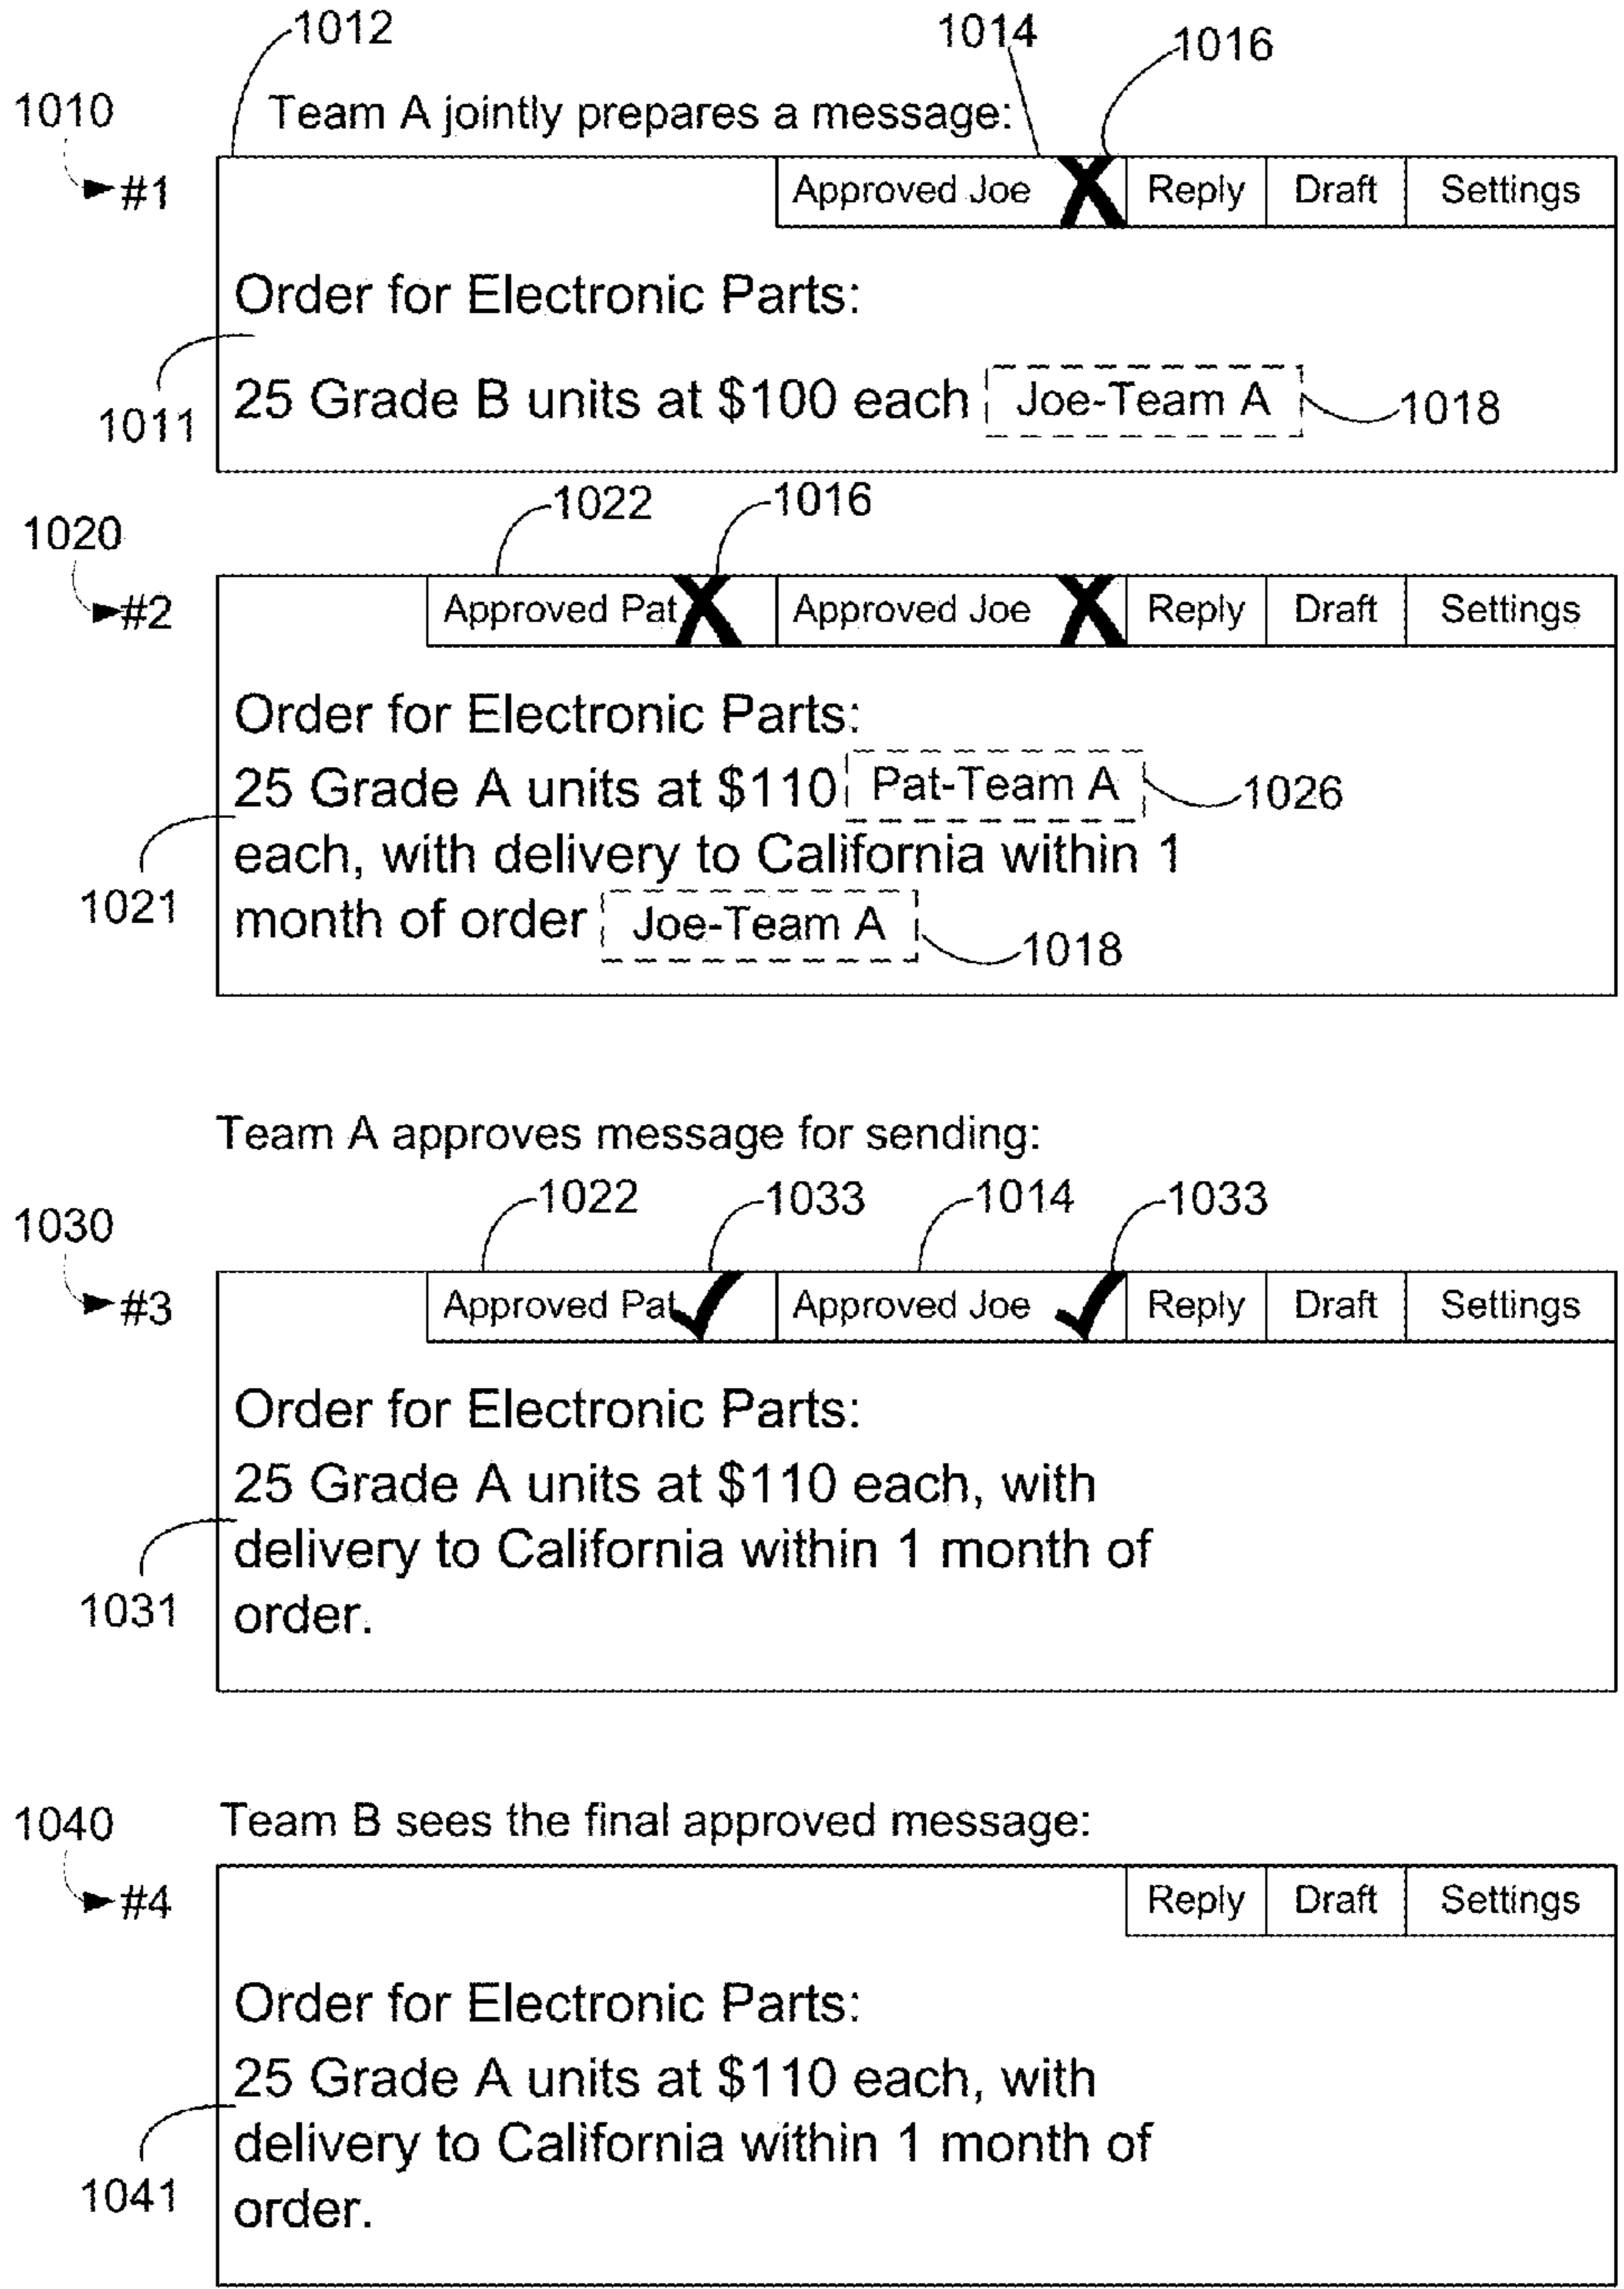 1012
1014
1016
1010
Team A jointly prepares a message:
#1
Approved Joe X Reply Draft Settings
Order for Electronic Parts:
1011
25 Grade B units at $100 each Joe-Team A
1018
1022
1016
1020
#2
Approved Pat X Approved Joe X Reply Draft Settings
Order for Electronic Parts:
25 Grade A units at $110 Pat-Team A
1026
each, with delivery to California within 1
1021
month of order Joe-Team A
1018
Team A approves message for sending:
1022
1033
1014
1033
1030
#3
Approved Pat ✓ Approved Joe ✓ Reply Draft Settings
Order for Electronic Parts:
25 Grade A units at $110 each, with
delivery to California within 1 month of
1031
order.
1040
Team B sees the final approved message:
#4
Reply Draft Settings
Order for Electronic Parts:
25 Grade A units at $110 each, with
delivery to California within 1 month of
1041
order.